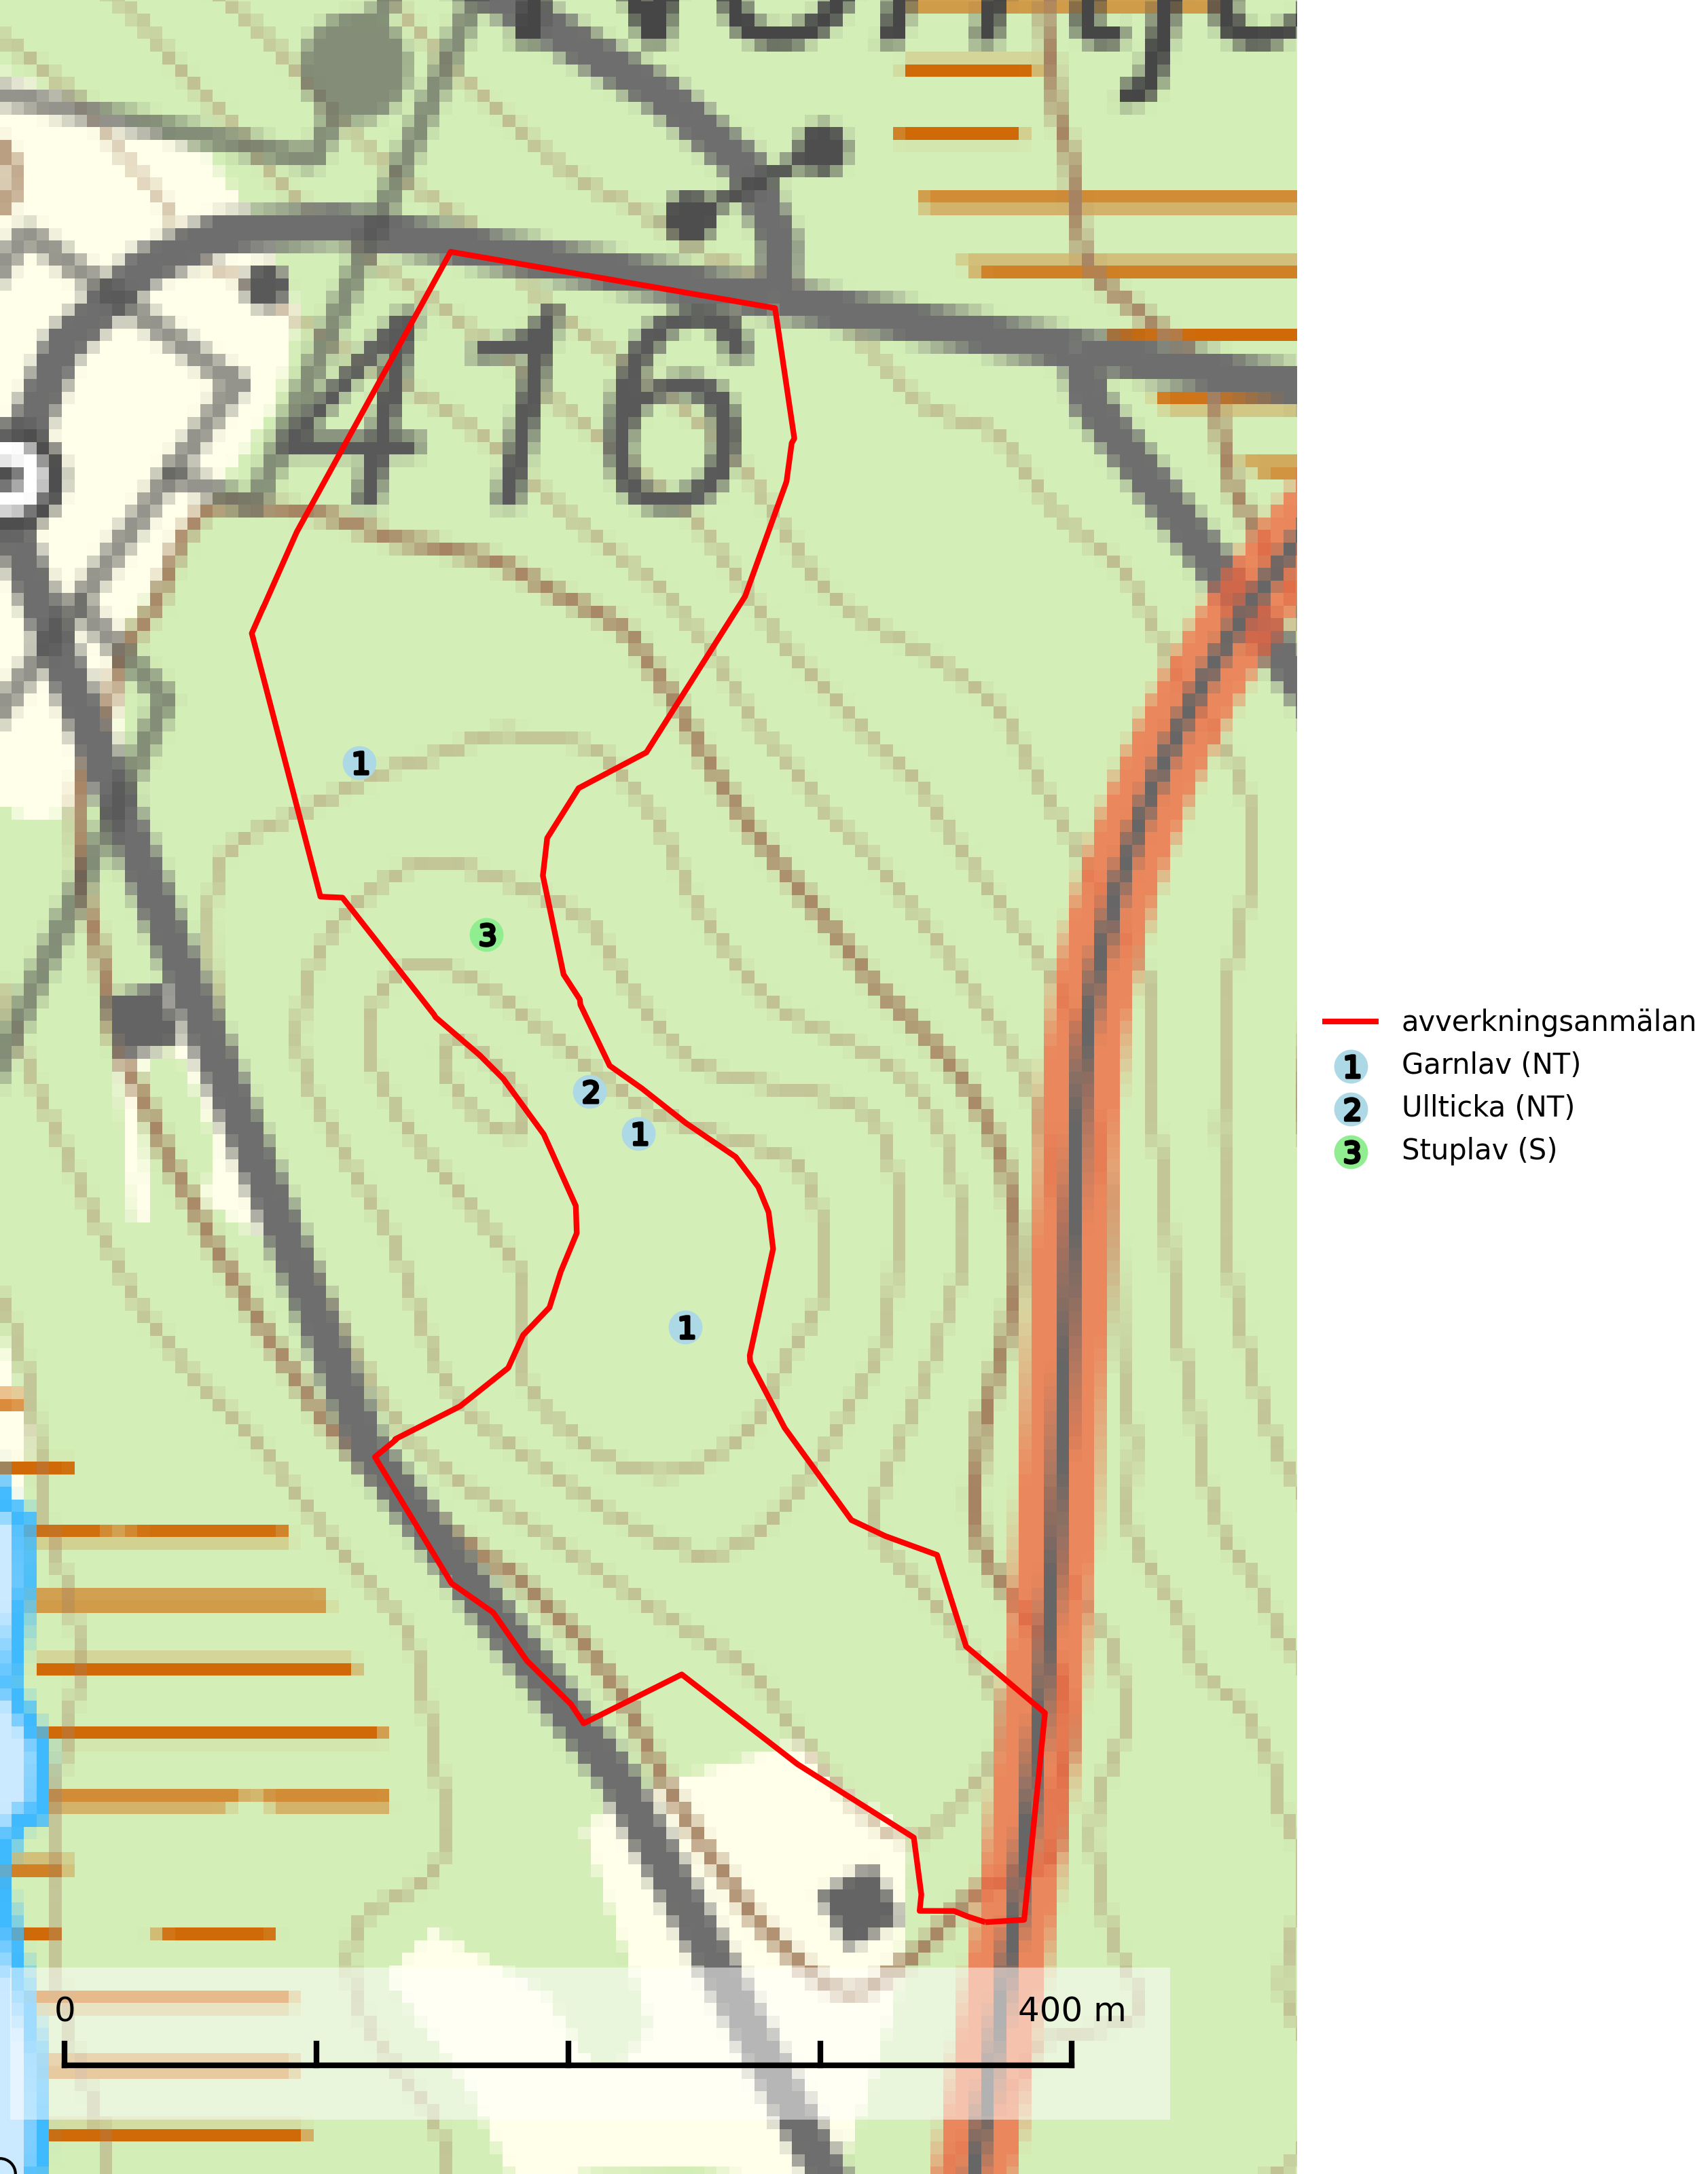 416
1
3
2
1
1
avverkningsanmälan
1 Garnlav (NT)
2 Ullticka (NT)
3 Stuplav (S)
0 400 m